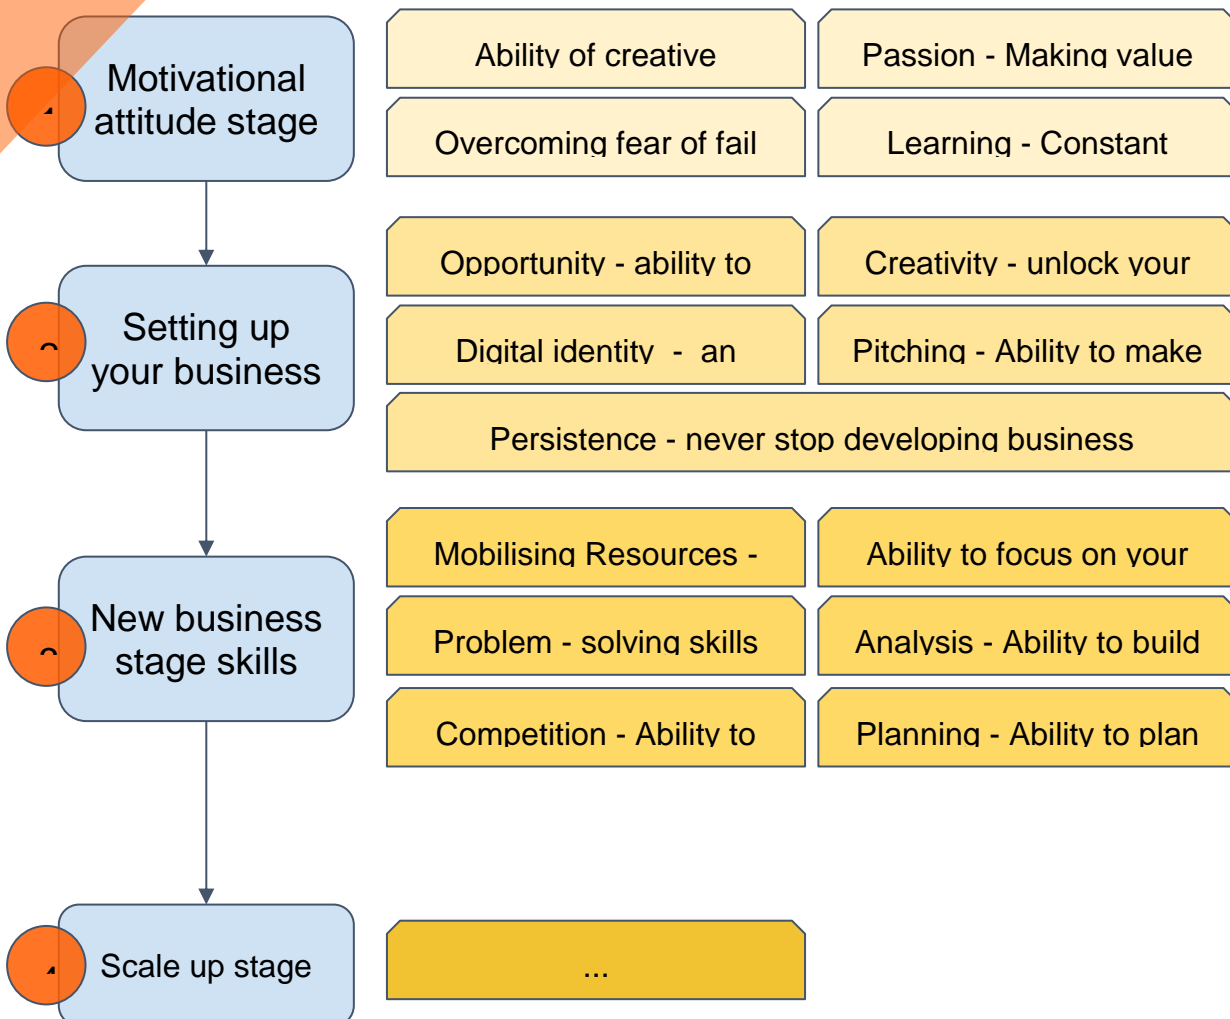 Motivational
attitude stage
Ability of creative
Passion - Making value
Overcoming fear of fail
Learning - Constant
Setting up
your business
Opportunity - ability to
Creativity - unlock your
Digital identity - an
Pitching - Ability to make
Persistence - never stop developing business
New business
stage skills
Mobilising Resources -
Ability to focus on your
Problem - solving skills
Analysis - Ability to build
Competition - Ability to
Planning - Ability to plan
Scale up stage
...